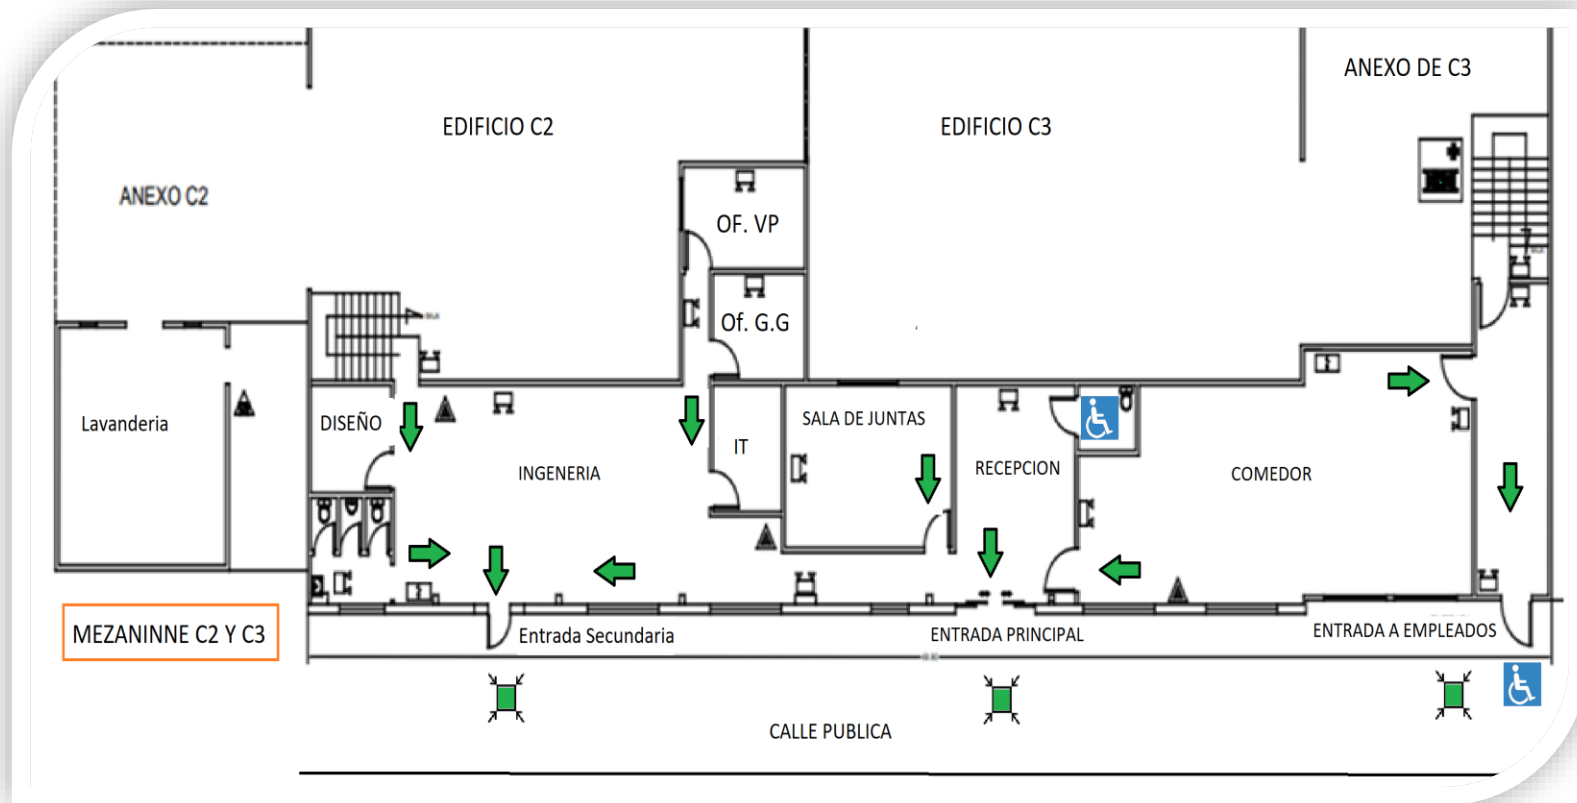 ANEXO DE C3
EDIFICIO C2
EDIFICIO C3
ANEXO C2
OF. VP
Of. G.G
Lavanderia
DISEÑO
SALA DE JUNTAS
IT
INGENERIA
RECEPCION
COMEDOR
MEZANINNE C2 Y C3
Entrada Secundaria
ENTRADA PRINCIPAL
ENTRADA A EMPLEADOS
CALLE PUBLICA